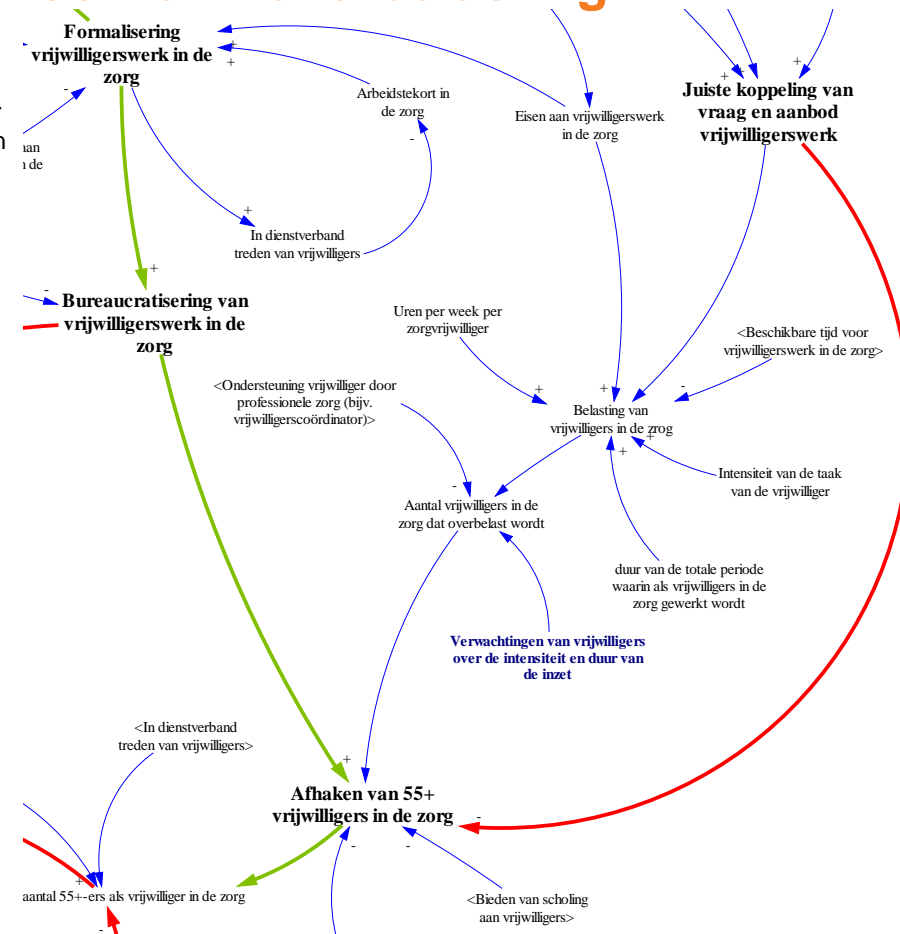 Formalisering
vrijwilligerswerk in de
zorg
Arbeidstekort in
de zorg
Eisen aan vrijwilligerswerk
in de zorg
Juiste koppeling van
vraag en aanbod
vrijwilligerswerk
n de
In dienstverband
treden van vrijwilligers
Bureaucratisering van
vrijwilligerswerk in de
zorg
Uren per week per
zorgvrijwilliger
<Beschikbare tijd voor
vrijwilligerswerk in de zorg>
<Ondersteuning vrijwilliger door
professionele zorg (bijv.
vrijwilligerscoördinator)>
Belasting van
vrijwilligers in de zrog
Intensiteit van de taak
van de vrijwilliger
Aantal vrijwilligers in de
zorg dat overbelast wordt
duur van de totale periode
waarin als vrijwilligers in de
zorg gewerkt wordt
Verwachtingen van vrijwilligers
over de intensiteit en duur van
de inzet
<In dienstverband
treden van vrijwilligers>
Afhaken van 55+
vrijwilligers in de zorg
aantal 55+-ers als vrijwilliger in de zorg
<Bieden van scholing
aan vrijwilligers>